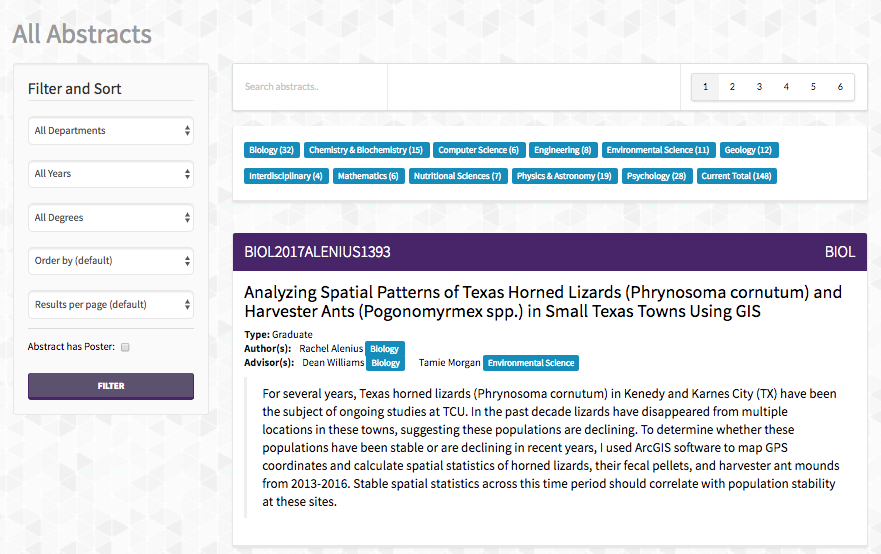 All Abstracts
Filter and Sort
All Departments
All Years
All Degrees
Order by (default)
Results per page (default)
Abstract has Poster:
FILTER
Search abstracts..
1 2 3 4 5 6
Biology (32) Chemistry & Biochemistry (15) Computer Science (6) Engineering (8) Environmental Science (11) Geology (12)
Interdisciplinary (4) Mathematics (6) Nutritional Sciences (7) Physics & Astronomy (19) Psychology (28) Current Total (148)
BIOL2017ALENIUS1393 BIOL
Analyzing Spatial Patterns of Texas Horned Lizards (Phrynosoma cornutum) and
Harvester Ants (Pogonomyrmex spp.) in Small Texas Towns Using GIS
Type: Graduate
Author(s): Rachel Alenius Biology
Advisor(s): Dean Williams Biology Tamie Morgan Environmental Science
For several years, Texas horned lizards (Phrynosoma cornutum) in Kenedy and Karnes City (TX) have been
the subject of ongoing studies at TCU. In the past decade lizards have disappeared from multiple
locations in these towns, suggesting these populations are declining. To determine whether these
populations have been stable or are declining in recent years, I used ArcGIS software to map GPS
coordinates and calculate spatial statistics of horned lizards, their fecal pellets, and harvester ant mounds
from 2013-2016. Stable spatial statistics across this time period should correlate with population stability
at these sites.